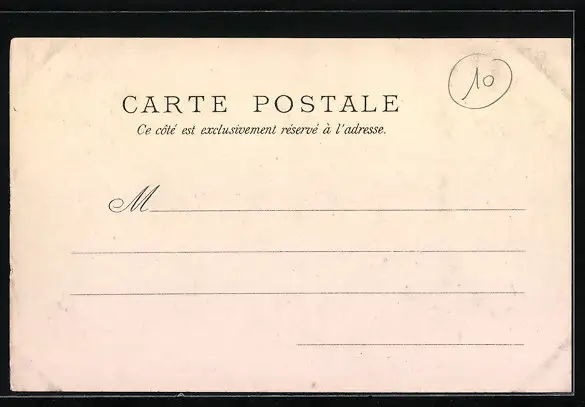 10
CARTE POSTALE
Ce côté est exclusivement réservé à l'adresse.
M